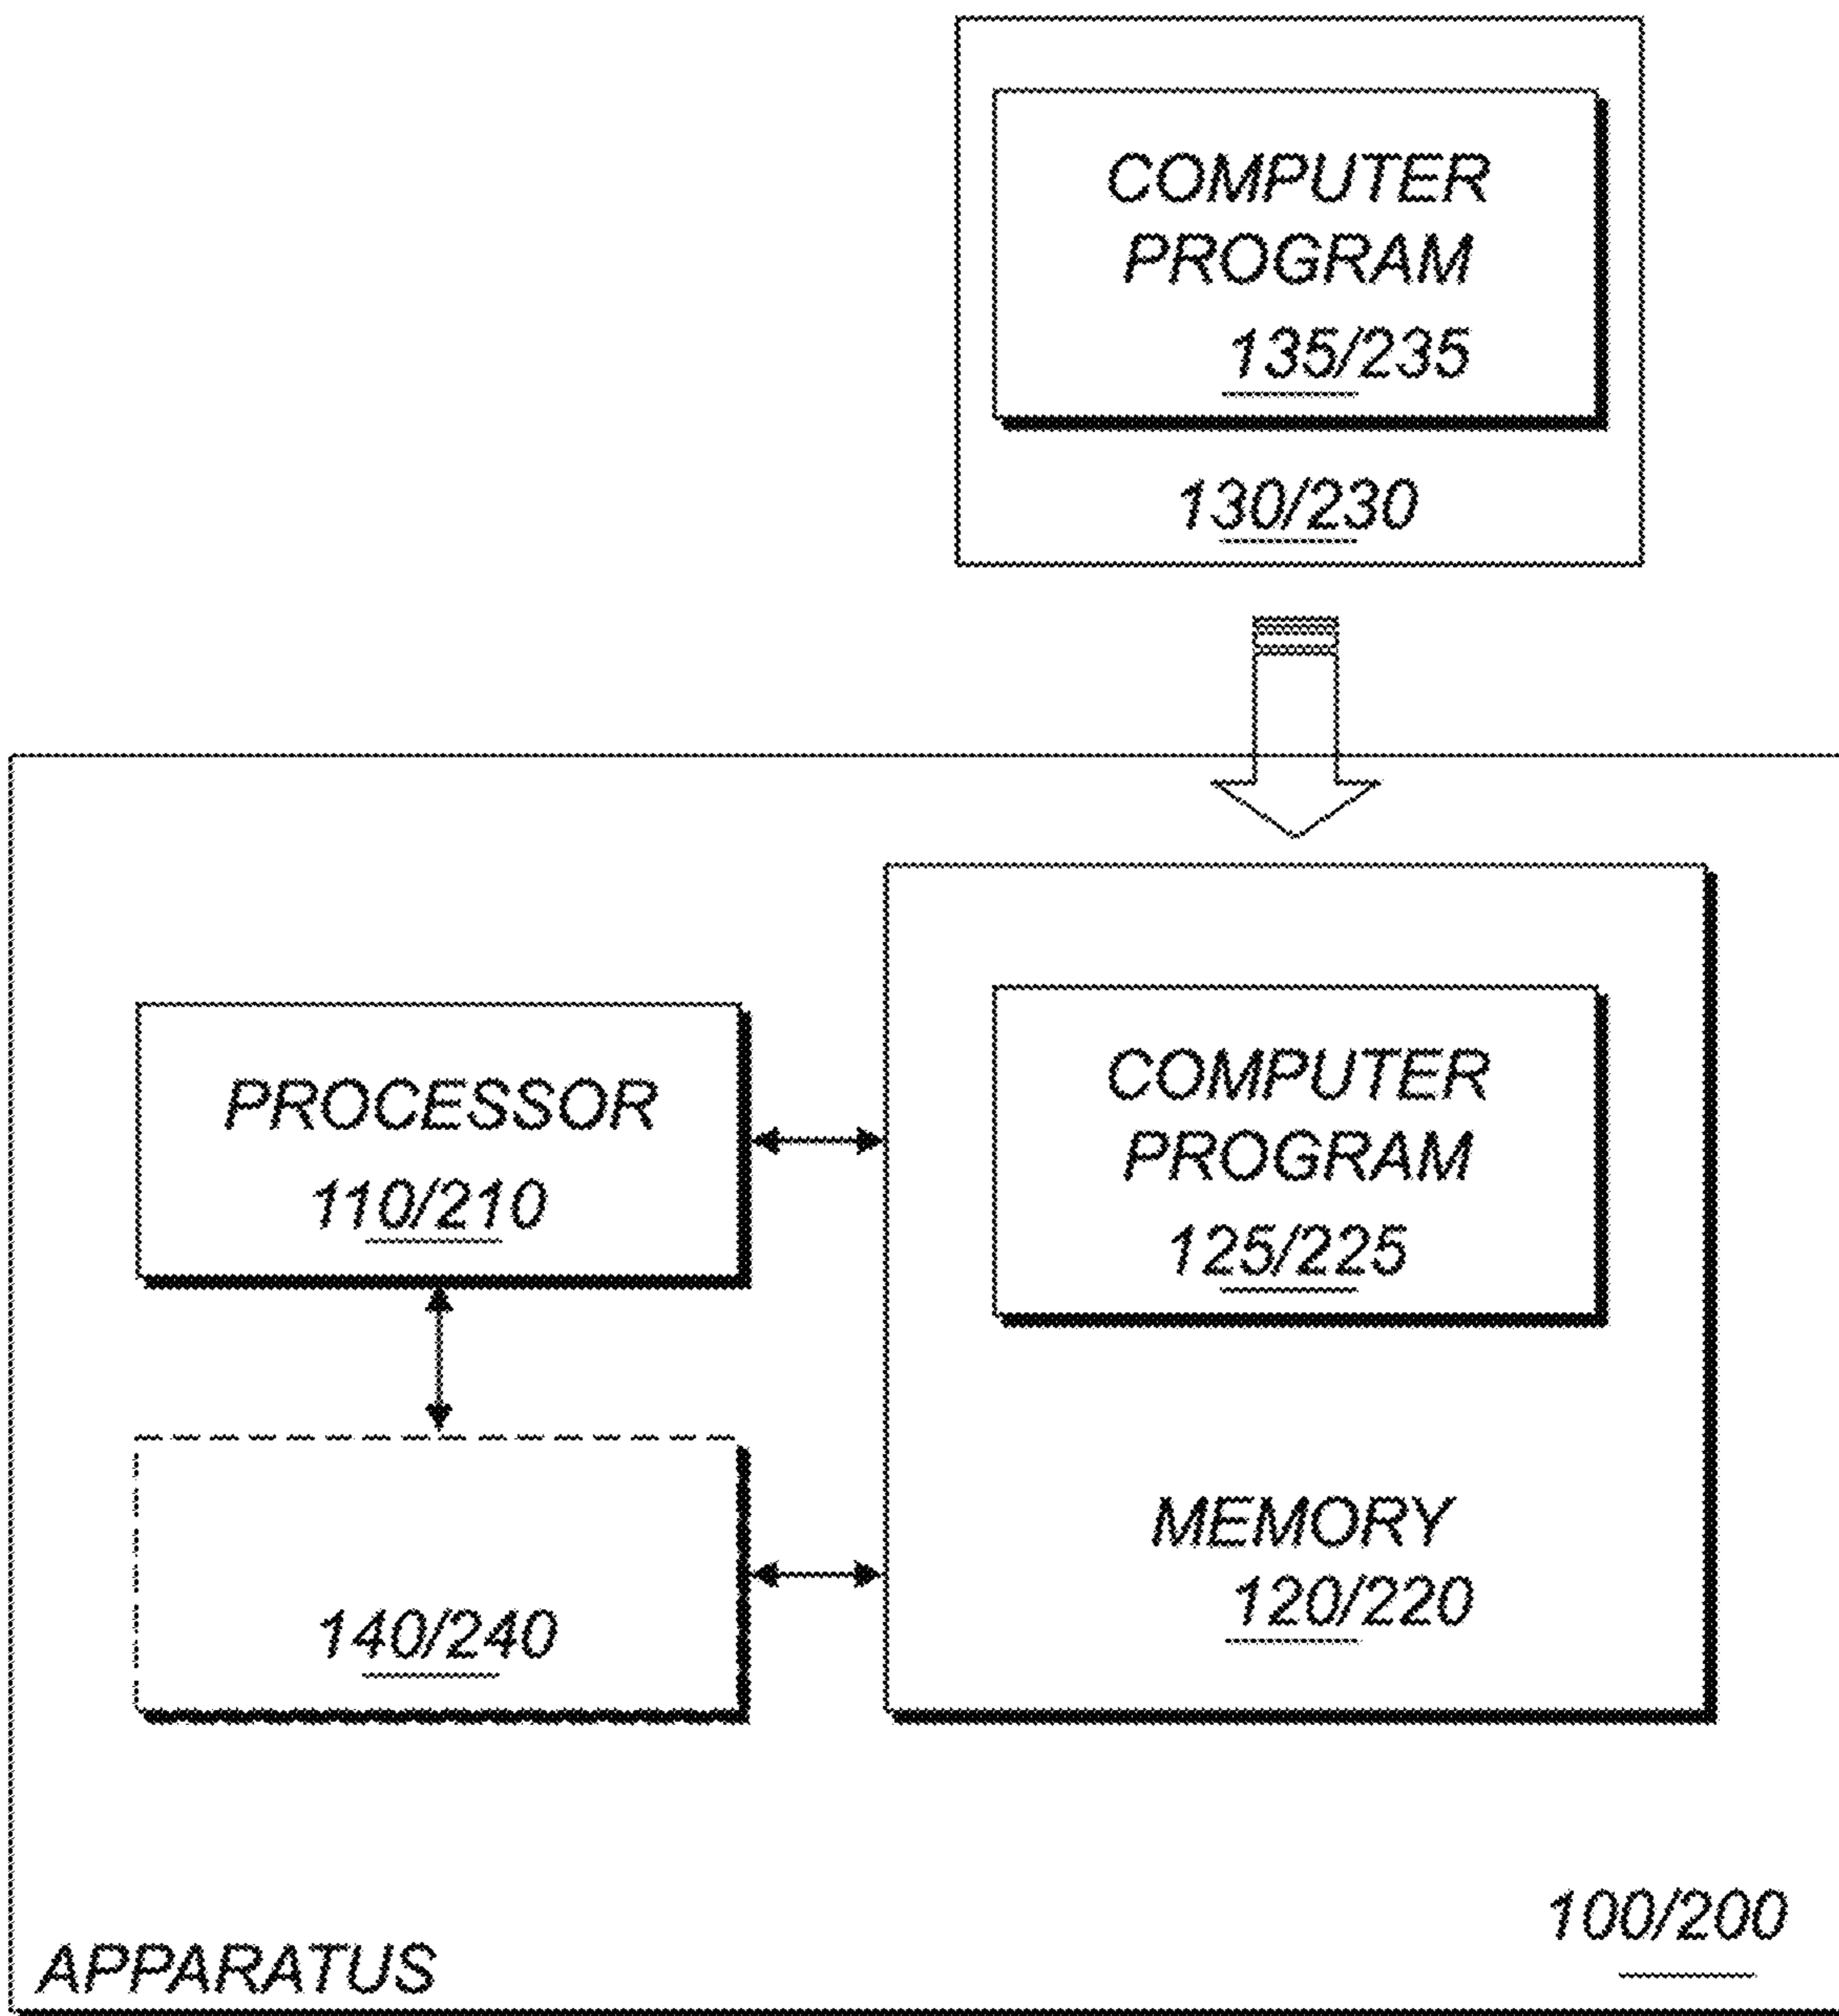 COMPUTER
PROGRAM
135/235
130/230
PROCESSOR
110/210
COMPUTER
PROGRAM
125/225
140/240
MEMORY
120/220
100/200
APPARATUS